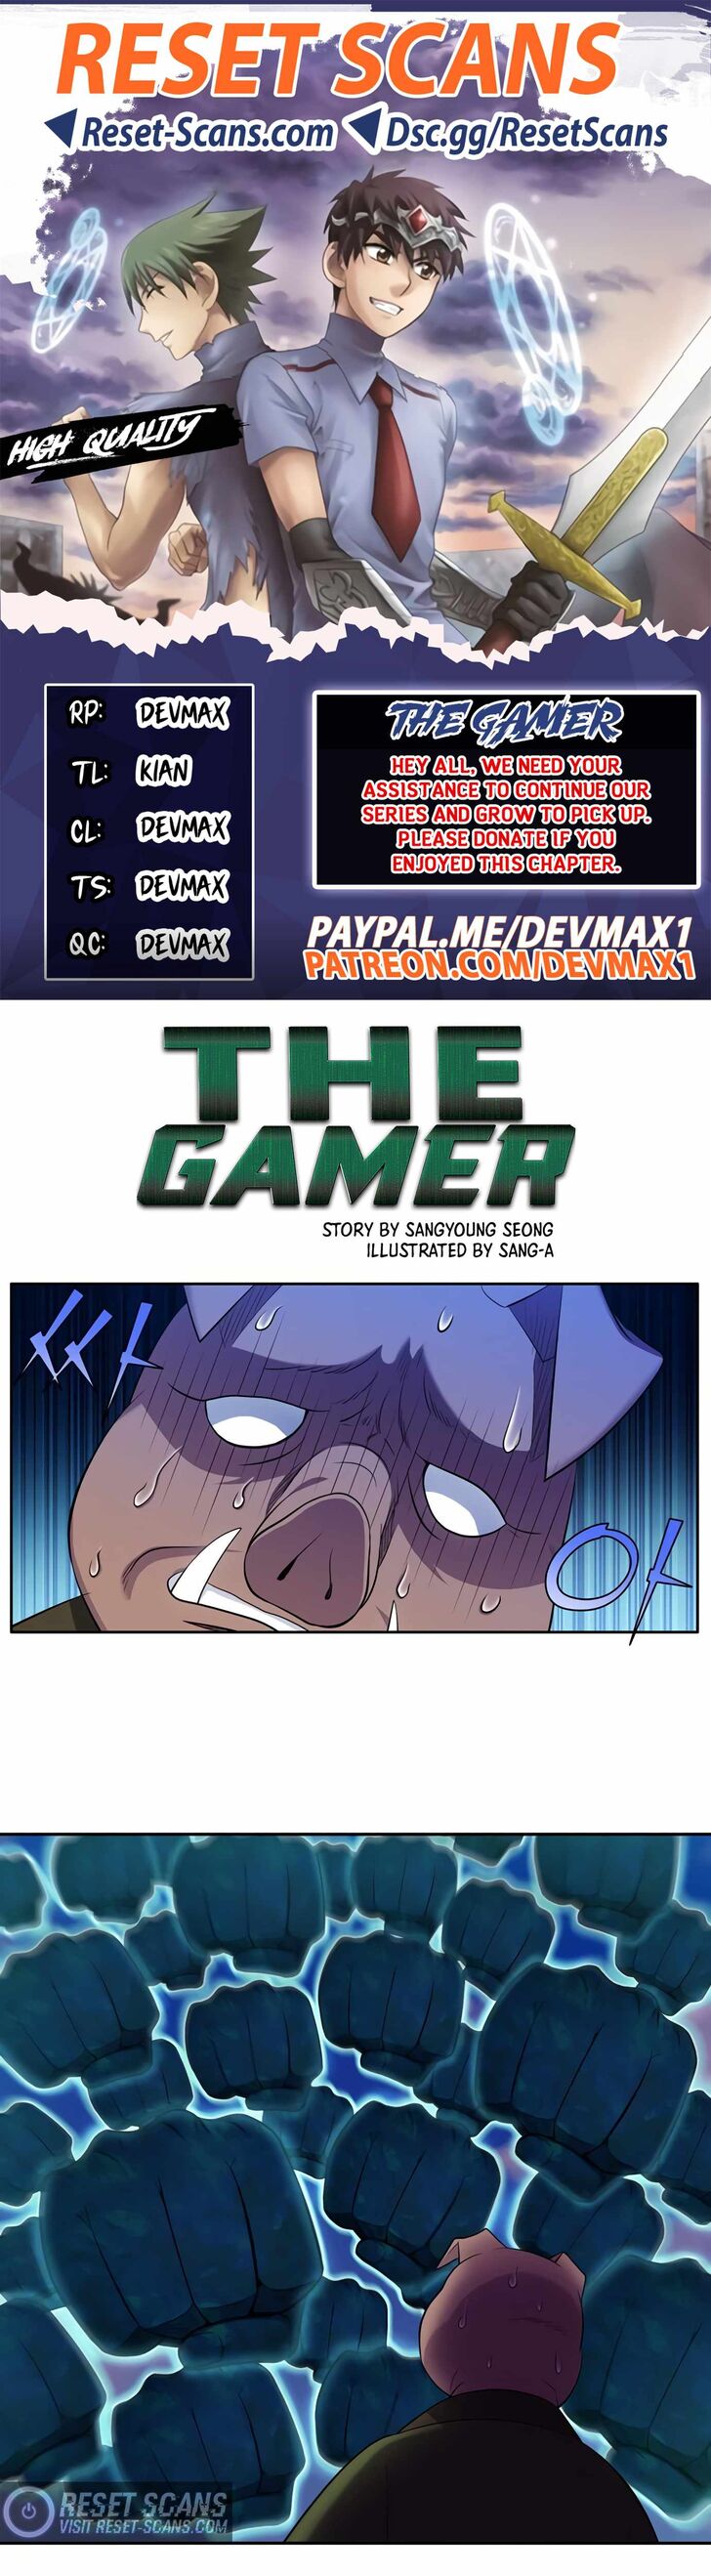 RESET SCANS
Reset-Scans.com Dsc.gg/ResetScans
HIGH QUALITY
RP: DEVMAX
TL: KIAN
CL: DEVMAX
TS: DEVMAX
QC: DEVMAX
THE GAMER
HEY ALL, WE NEED YOUR
ASSISTANCE TO CONTINUE OUR
SERIES AND GROW TO PICK UP.
PLEASE DONATE IF YOU
ENJOYED THIS CHAPTER.
PAYPAL.ME/DEVMAX1
PATREON.COM/DEVMAX1
THE
GAMER
STORY BY SANGYOUNG SEONG
ILLUSTRATED BY SANG-A
RESET SCANS
VISIT RESET-SCANS.COM